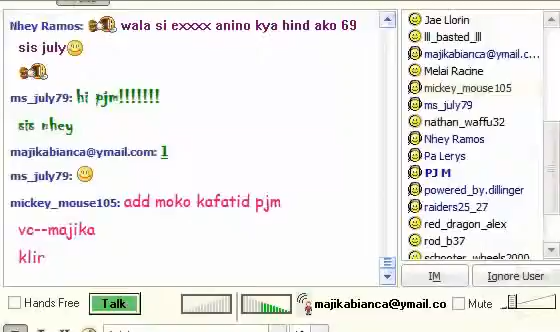 Nhey Ramos: wala si exxxx anino kya hind ako 69
sis july
ms_july79: hi pjm!!!!!!!
sis nhey
majikabianca@ymail.com: 1
ms_july79:
mickey_mouse105: add moko kafatid pjm
vc--majika
klir
Jae Llorin
lll_basted_lll
majikabianca@ymail.c...
Melai Racine
mickey_mouse105
ms_july79
nathan_waffu32
Nhey Ramos
Pa Lerys
PJ M
powered_by.dillinger
raiders25_27
red_dragon_alex
rod_b37
schooter_wheels2000
IM
Ignore User
Hands Free
Talk
majikabianca@ymail.co
Mute